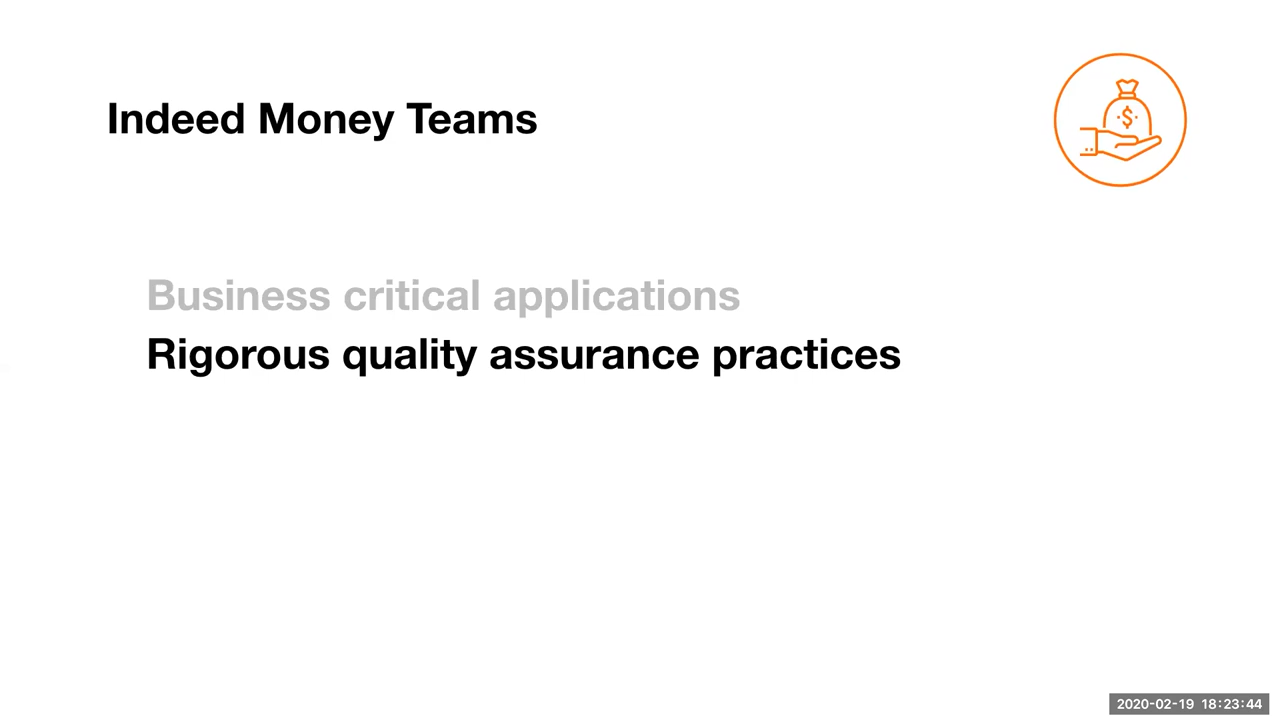 Indeed Money Teams
$
Business critical applications
Rigorous quality assurance practices
2020-02-19 18:23:44